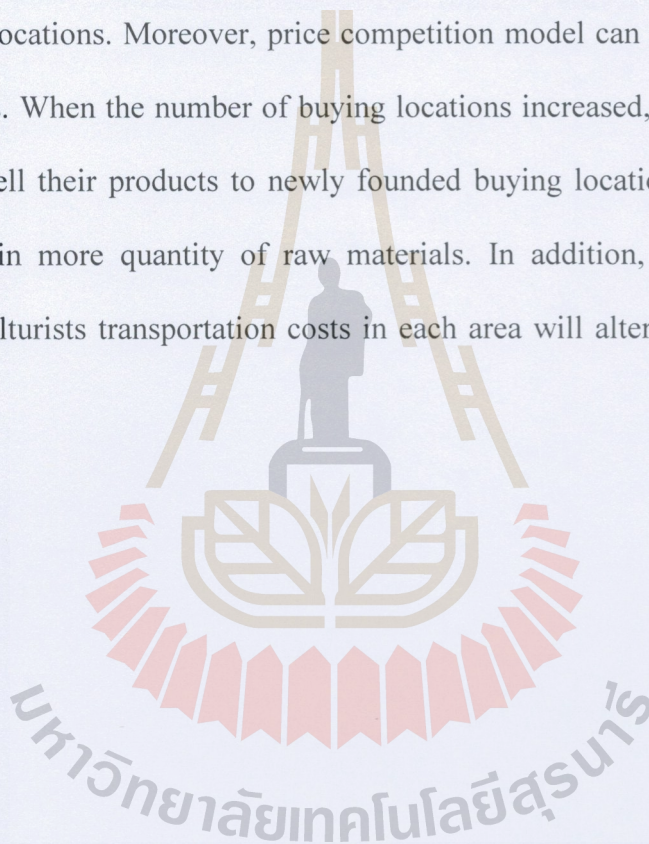 ocations. Moreover, price competition model can
. When the number of buying locations increased,
ell their products to newly founded buying locatio
in more quantity of raw materials. In addition,
lturists transportation costs in each area will alter
มหาวิทยาลัยเทคโนโลยีสุรนารี